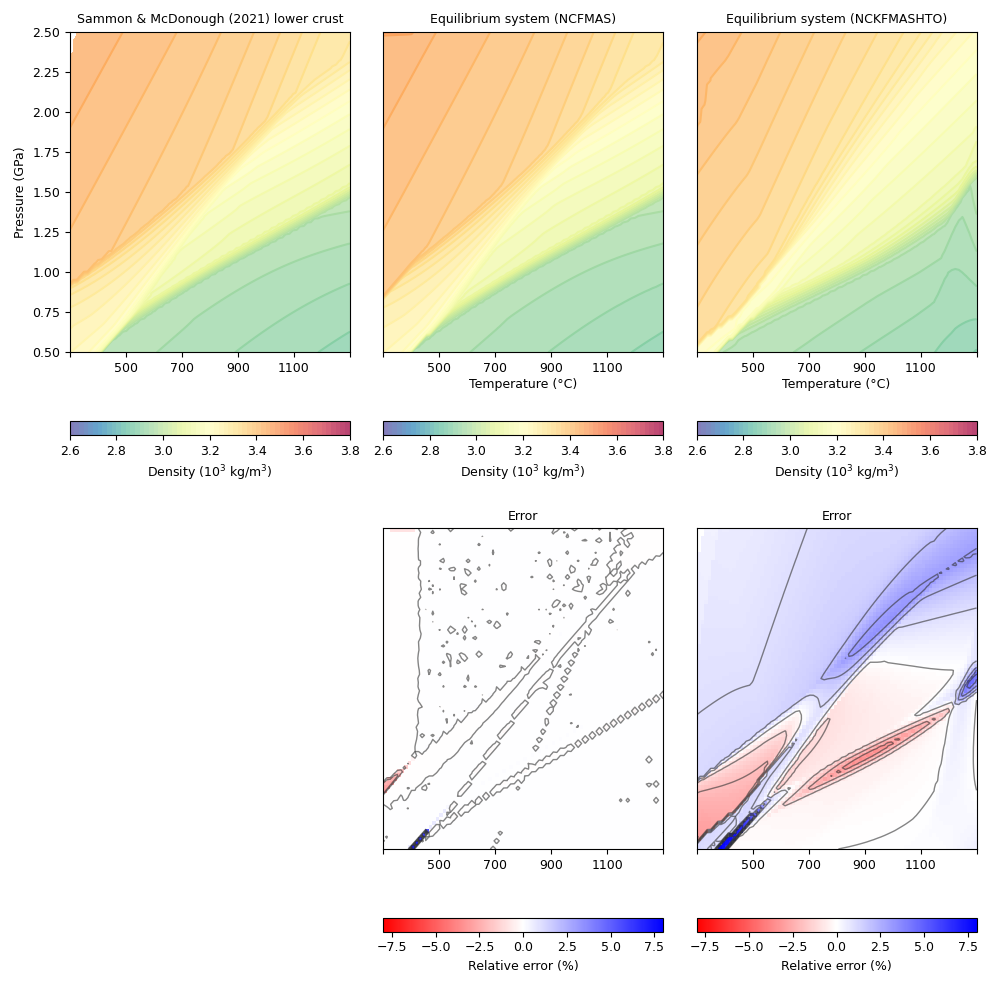 Sammon & McDonough (2021) lower crust
Equilibrium system (NCFMAS)
Equilibrium system (NCKFMASHTO)
2.50
2.25
2.00
1.75
1.50
1.25
1.00
0.75
0.50
Pressure (GPa)
500 700 900 1100
500 700 900 1100
500 700 900 1100
Temperature (°C)
Temperature (°C)
2.6 2.8 3.0 3.2 3.4 3.6 3.8
2.6 2.8 3.0 3.2 3.4 3.6 3.8
2.6 2.8 3.0 3.2 3.4 3.6 3.8
Density (10³ kg/m³)
Density (10³ kg/m³)
Density (10³ kg/m³)
Error
Error
500 700 900 1100
500 700 900 1100
−7.5 −5.0 −2.5 0.0 2.5 5.0 7.5
−7.5 −5.0 −2.5 0.0 2.5 5.0 7.5
Relative error (%)
Relative error (%)